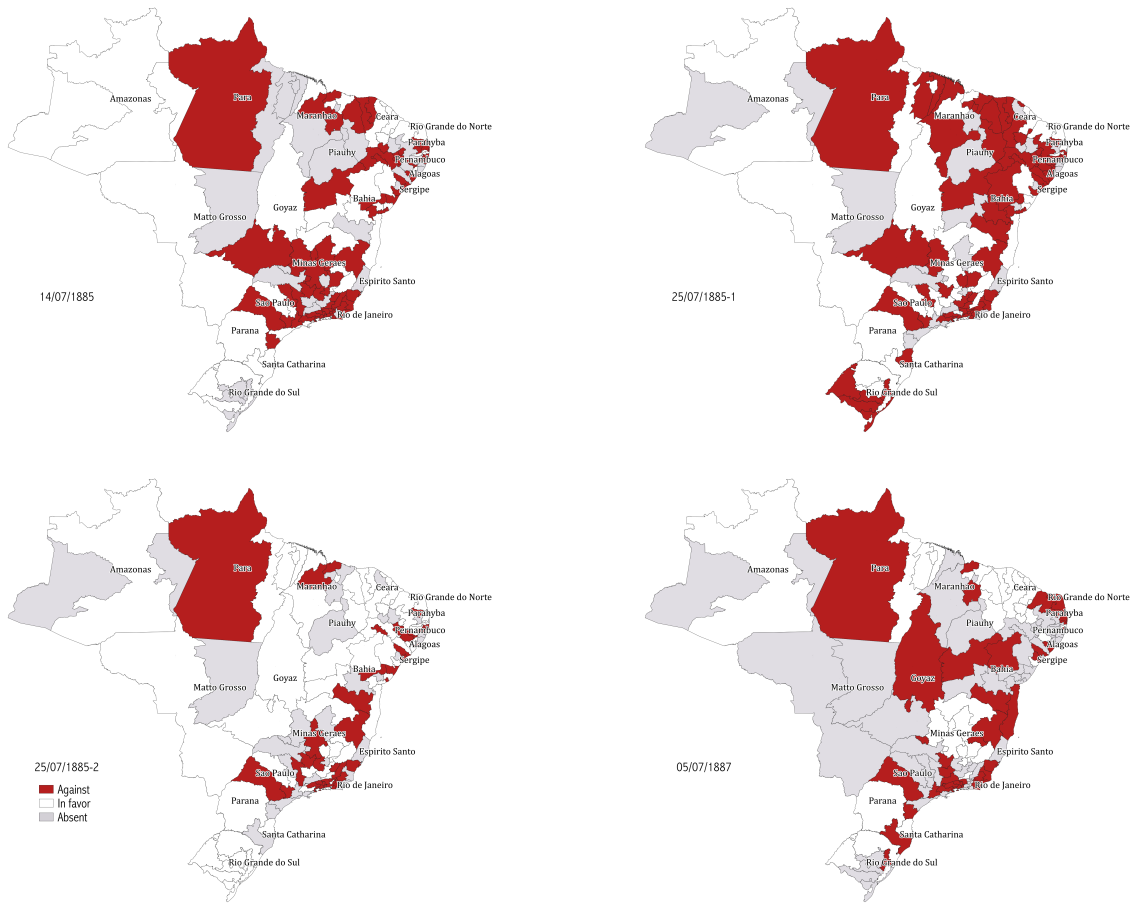 Amazonas
Para
Maranhao
Ceara
Rio Grande do Norte
Parahyba
Piauhy
Pernambuco
Alagoas
Sergipe
Bahia
Goyaz
Matto Grosso
Minas Geraes
Espirito Santo
14/07/1885
Sao Paulo
Rio de Janeiro
Parana
Santa Catharina
Rio Grande do Sul
Amazonas
Para
Maranhao
Ceara
Rio Grande do Norte
Parahyba
Piauhy
Pernambuco
Alagoas
Sergipe
Bahia
Goyaz
Matto Grosso
Minas Geraes
Espirito Santo
25/07/1885-1
Sao Paulo
Rio de Janeiro
Parana
Santa Catharina
Rio Grande do Sul
Amazonas
Para
Maranhao
Ceara
Rio Grande do Norte
Parahyba
Piauhy
Pernambuco
Alagoas
Sergipe
Bahia
Goyaz
Matto Grosso
Minas Geraes
Espirito Santo
25/07/1885-2
Sao Paulo
Rio de Janeiro
Against
In favor
Absent
Parana
Santa Catharina
Rio Grande do Sul
Amazonas
Para
Maranhao
Ceara
Rio Grande do Norte
Parahyba
Piauhy
Pernambuco
Alagoas
Sergipe
Bahia
Goyaz
Matto Grosso
Minas Geraes
Espirito Santo
05/07/1887
Sao Paulo
Rio de Janeiro
Parana
Santa Catharina
Rio Grande do Sul